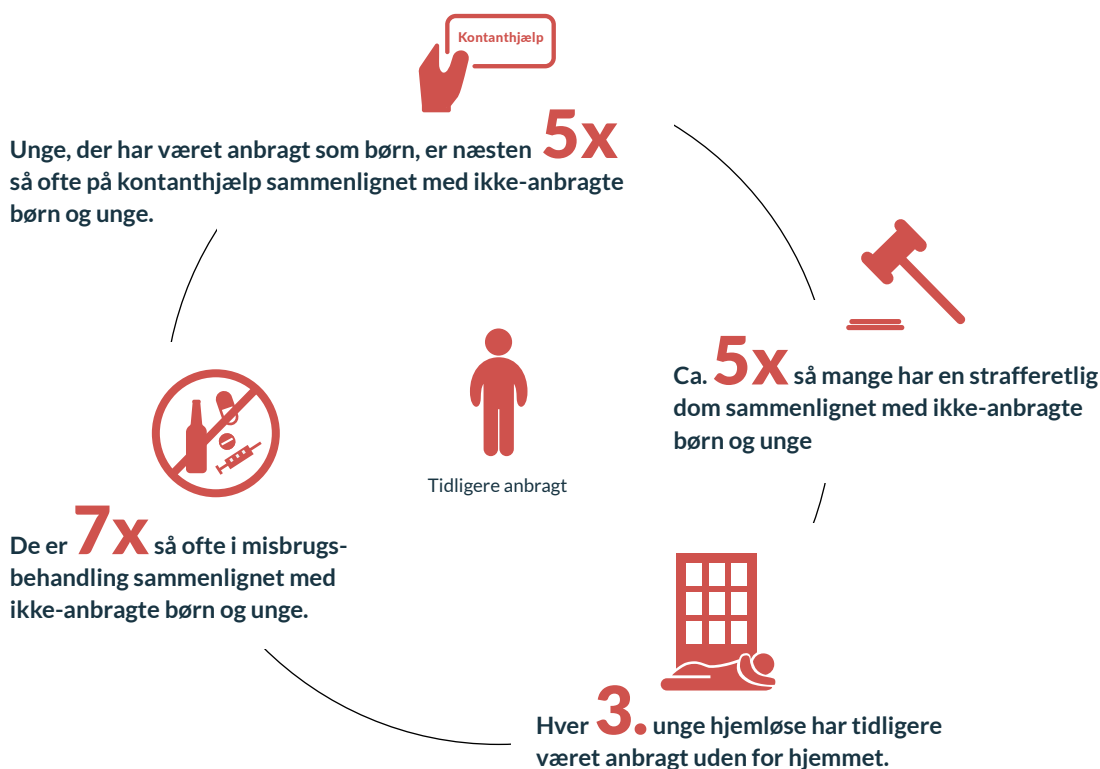 Kontanthjælp
Unge, der har været anbragt som børn, er næsten 5x
så ofte på kontanthjælp sammenlignet med ikke-anbragte
børn og unge.
Ca. 5x så mange har en strafferetlig
dom sammenlignet med ikke-anbragte
børn og unge
Tidligere anbragt
De er 7x så ofte i misbrugs-
behandling sammenlignet med
ikke-anbragte børn og unge.
Hver 3. unge hjemløse har tidligere
været anbragt uden for hjemmet.